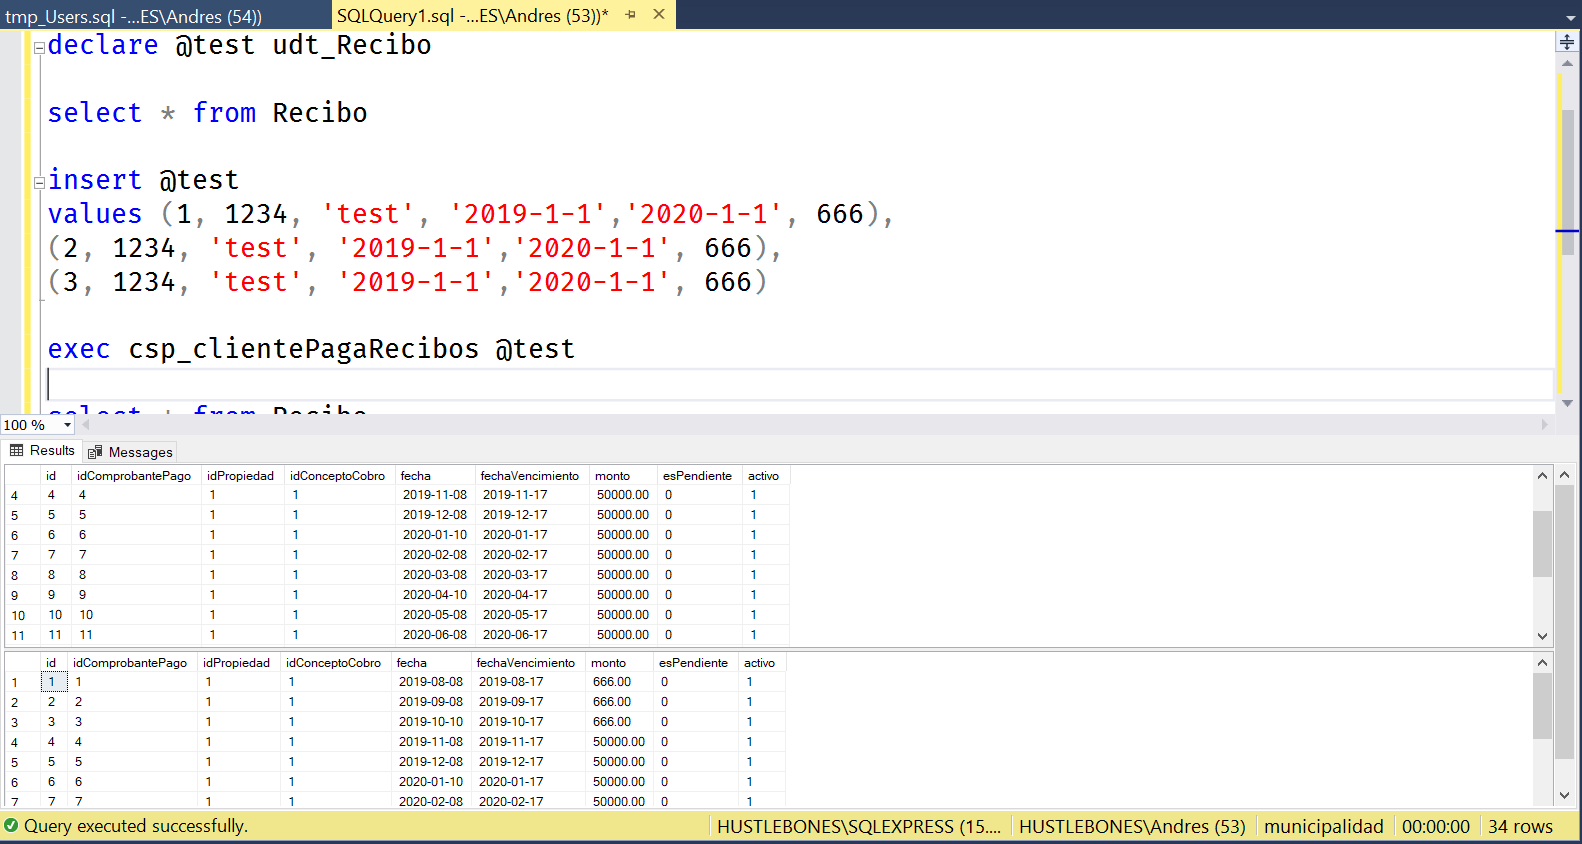 tmp_Users.sql -...ES\Andres (54))
SQLQuery1.sql -...ES\Andres (53))*
declare @test udt_Recibo
select * from Recibo
insert @test
values (1, 1234, 'test', '2019-1-1','2020-1-1', 666),
(2, 1234, 'test', '2019-1-1','2020-1-1', 666),
(3, 1234, 'test', '2019-1-1','2020-1-1', 666)
exec csp_clientePagaRecibos @test
select * from Recibo
100 %
Results Messages
id idComprobantePago idPropiedad idConceptoCobro fecha fechaVencimiento monto esPendiente activo
4 4 4 1 1 2019-11-08 2019-11-17 50000.00 0 1
5 5 5 1 1 2019-12-08 2019-12-17 50000.00 0 1
6 6 6 1 1 2020-01-10 2020-01-17 50000.00 0 1
7 7 7 1 1 2020-02-08 2020-02-17 50000.00 0 1
8 8 8 1 1 2020-03-08 2020-03-17 50000.00 0 1
9 9 9 1 1 2020-04-10 2020-04-17 50000.00 0 1
10 10 10 1 1 2020-05-08 2020-05-17 50000.00 0 1
11 11 11 1 1 2020-06-08 2020-06-17 50000.00 0 1
id idComprobantePago idPropiedad idConceptoCobro fecha fechaVencimiento monto esPendiente activo
1 1 1 1 1 2019-08-08 2019-08-17 666.00 0 1
2 2 2 1 1 2019-09-08 2019-09-17 666.00 0 1
3 3 3 1 1 2019-10-10 2019-10-17 666.00 0 1
4 4 4 1 1 2019-11-08 2019-11-17 50000.00 0 1
5 5 5 1 1 2019-12-08 2019-12-17 50000.00 0 1
6 6 6 1 1 2020-01-10 2020-01-17 50000.00 0 1
7 7 7 1 1 2020-02-08 2020-02-17 50000.00 0 1
Query executed successfully.
HUSTLEBONES\SQLEXPRESS (15.... HUSTLEBONES\Andres (53) municipalidad 00:00:00 34 rows